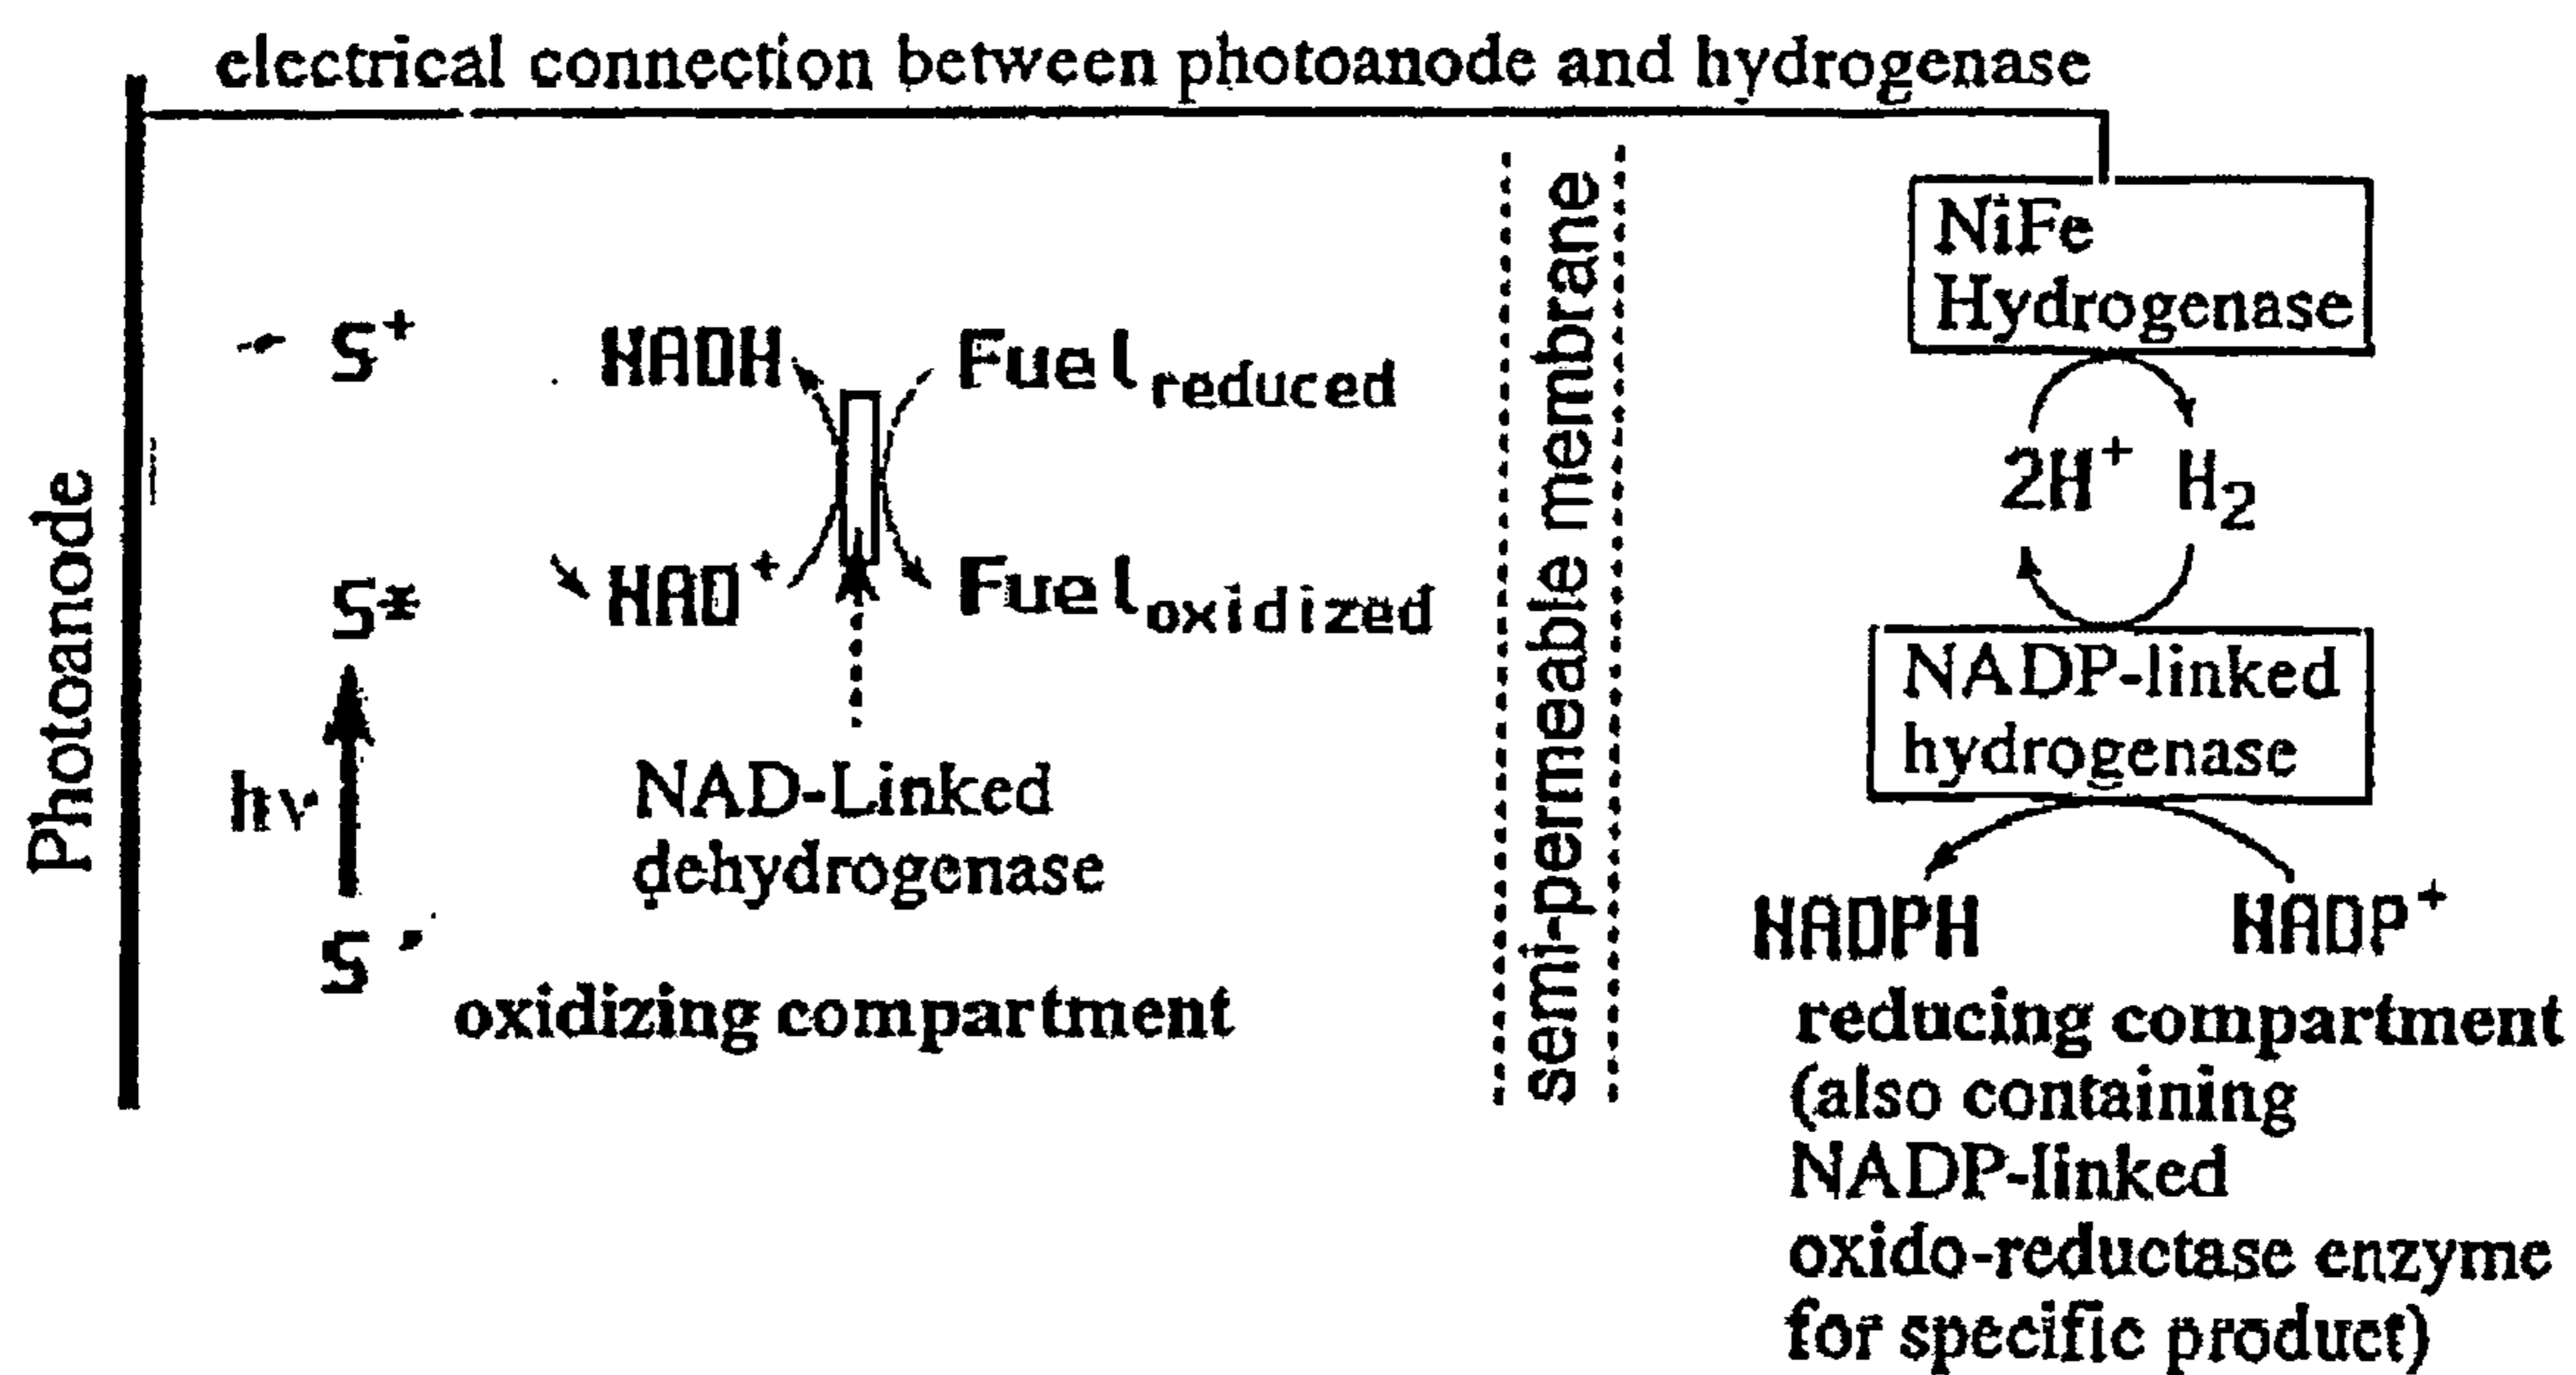 electrical connection between photoanode and hydrogenase
Photoanode
S⁺
S*
hν
S
NADH
NAD⁺
Fuel reduced
Fuel oxidized
NAD-Linked
dehydrogenase
oxidizing compartment
semi-permeable membrane
NiFe
Hydrogenase
2H⁺ H₂
NADP-linked
hydrogenase
NADPH NADP⁺
reducing compartment
(also containing
NADP-linked
oxido-reductase enzyme
for specific product)